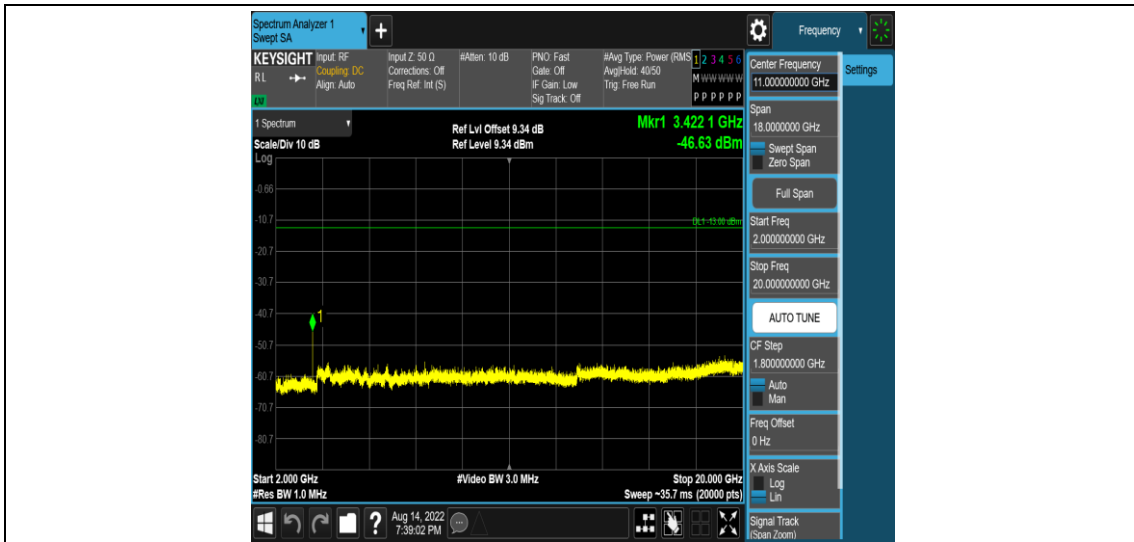 Spectrum Analyzer 1
Swept SA
+
Frequency
KEYSIGHT
RL
LXI
Input: RF
Coupling: DC
Align: Auto
Input Z: 50 Ω
Corrections: Off
Freq Ref: Int (S)
#Atten: 10 dB
PNO: Fast
Gate: Off
IF Gain: Low
Sig Track: Off
#Avg Type: Power (RMS
Avg|Hold: 40/50
Trig: Free Run
1 2 3 4 5 6
M W W W W W
P P P P P P
1 Spectrum
Scale/Div 10 dB
Ref Lvl Offset 9.34 dB
Ref Level 9.34 dBm
Mkr1 3.422 1 GHz
-46.63 dBm
Log
-0.66
-10.7
DL1 -13.00 dBm
-20.7
-30.7
-40.7
1
-50.7
-60.7
-70.7
-80.7
Start 2.000 GHz
#Video BW 3.0 MHz
Stop 20.000 GHz
#Res BW 1.0 MHz
Sweep ~35.7 ms (20000 pts)
?
Aug 14, 2022
7:39:02 PM
Center Frequency
11.000000000 GHz
Settings
Span
18.0000000 GHz
Swept Span
Zero Span
Full Span
Start Freq
2.000000000 GHz
Stop Freq
20.000000000 GHz
AUTO TUNE
CF Step
1.800000000 GHz
Auto
Man
Freq Offset
0 Hz
X Axis Scale
Log
Lin
Signal Track
(Span Zoom)